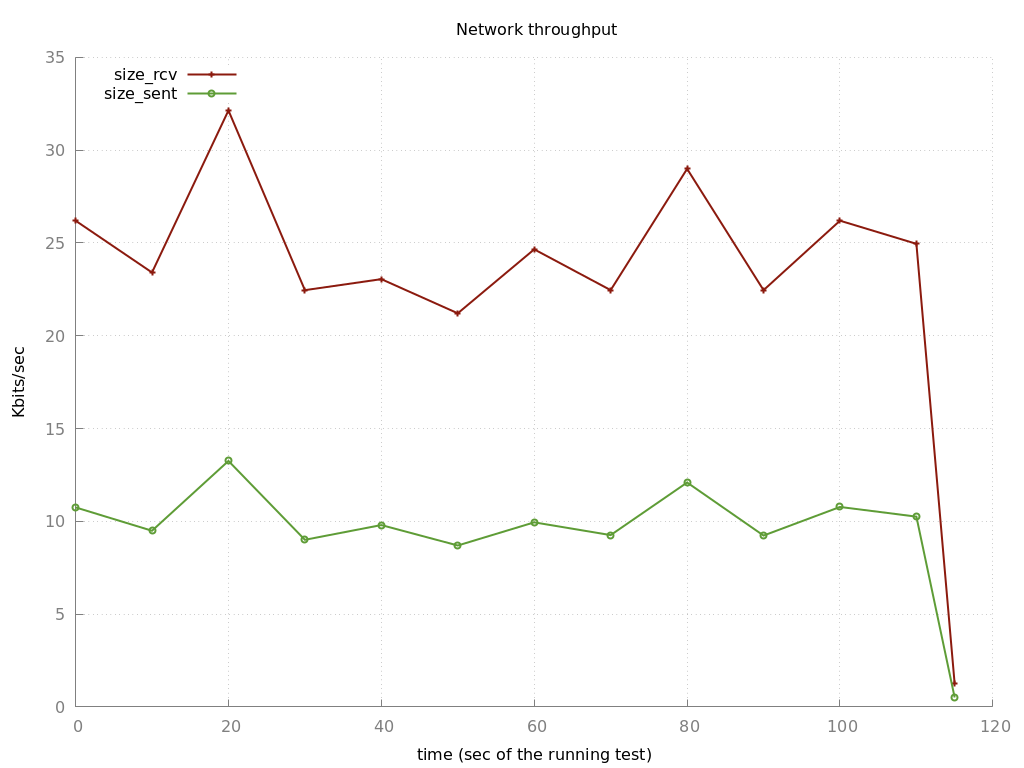 Network throughput
35
size_rcv
size_sent
30
25
20
Kbits/sec
15
10
5
0
0 20 40 60 80 100 120
time (sec of the running test)